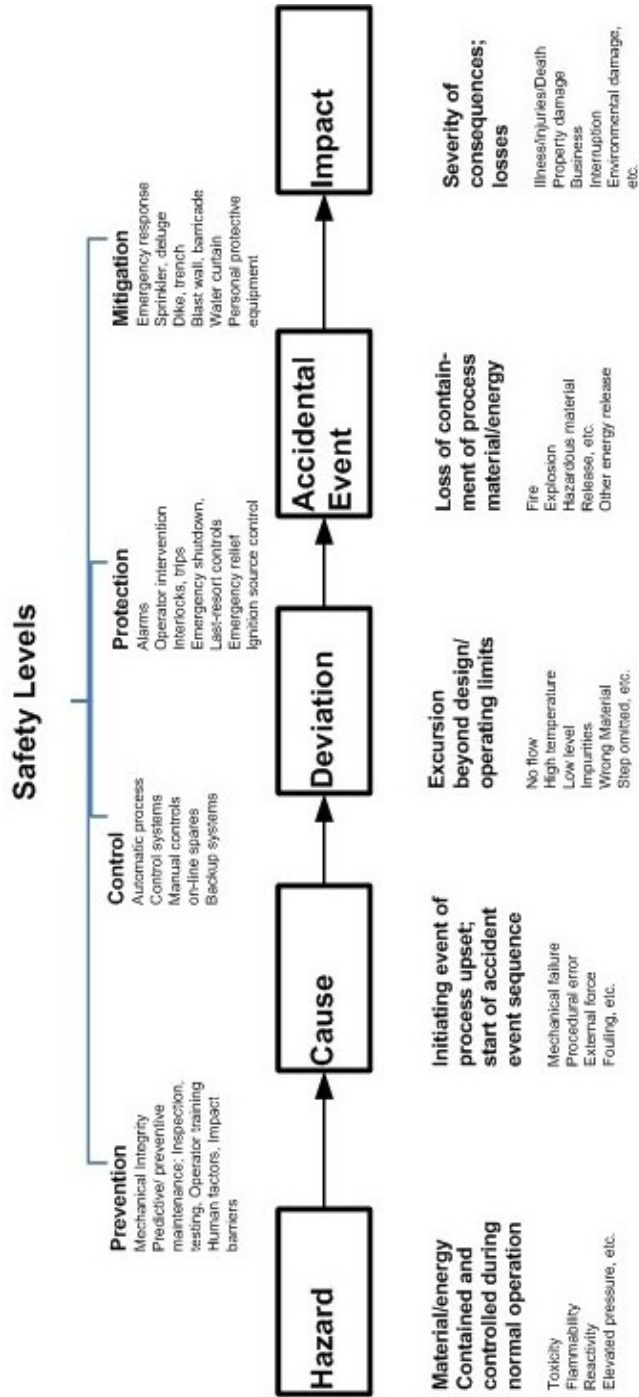 Safety Levels
Prevention
Mechanical Integrity
Predictive/ preventive
maintenance; Inspection,
testing, Operator training
Human factors, Impact
barriers
Control
Automatic process
Control systems
Manual controls
on-line spares
Backup systems
Protection
Alarms
Operator intervention
Interlocks, trips
Emergency shutdown,
Last-resort controls
Emergency relief
Ignition source control
Mitigation
Emergency response
Sprinkler, deluge
Dike, trench
Blast wall, barricade
Water curtain
Personal protective
equipment
Hazard
Cause
Deviation
Accidental
Event
Impact
Material/energy
Contained and
controlled during
normal operation
Toxicity
Flammability
Reactivity
Elevated pressure, etc.
Initiating event of
process upset;
start of accident
event sequence
Mechanical failure
Procedural error
External force
Fouling, etc.
Excursion
beyond design/
operating limits
No flow
High temperature
Low level
Impurities
Wrong Material
Step omitted, etc.
Loss of contain-
ment of process
material/energy
Fire
Explosion
Hazardous material
Release, etc.
Other energy release
Severity of
consequences;
losses
Illness/injuries/Death
Property damage
Business
Interruption
Environmental damage,
etc.